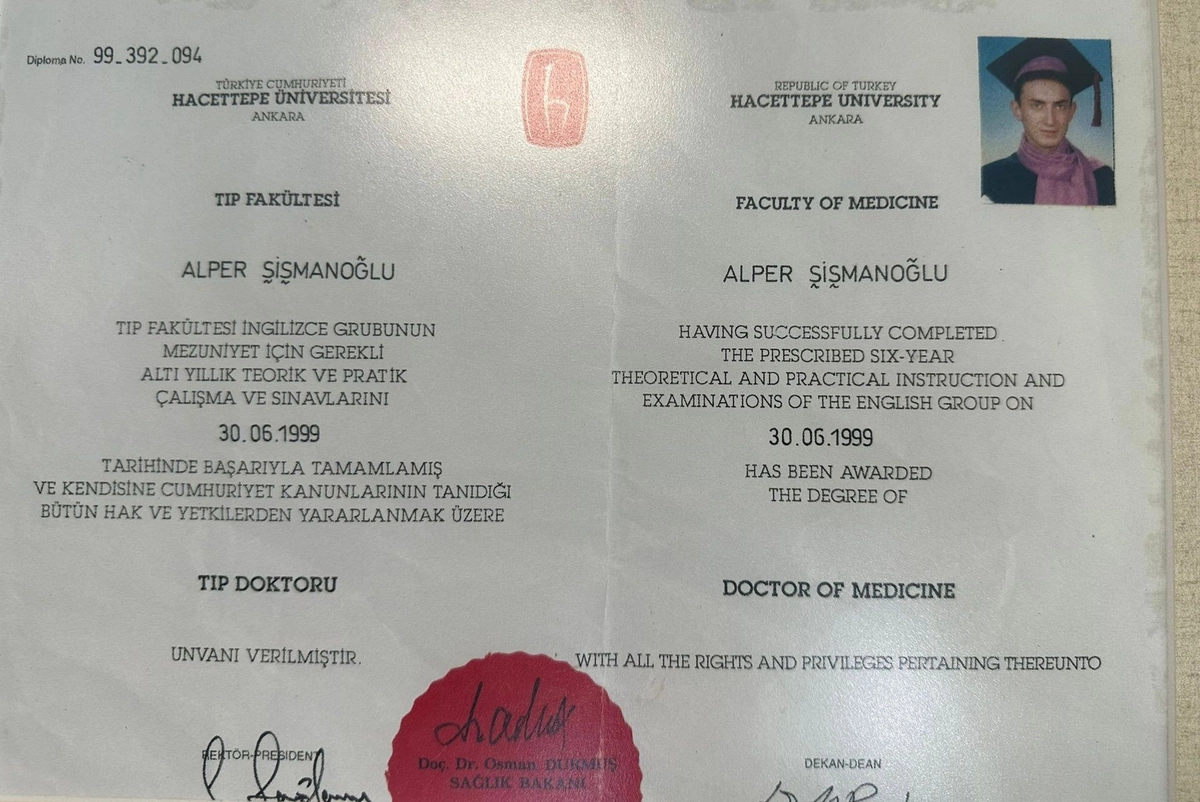 Diploma No. 99-392-094
TÜRKİYE CUMHURİYETİ
HACETTEPE ÜNİVERSİTESİ
ANKARA
TIP FAKÜLTESİ
ALPER ŞİŞMANOĞLU
TIP FAKÜLTESİ İNGİLİZCE GRUBUNUN
MEZUNİYET İÇİN GEREKLİ
ALTI YILLIK TEORİK VE PRATİK
ÇALIŞMA VE SINAVLARINI
30.06.1999
TARİHİNDE BAŞARIYLA TAMAMLAMIŞ
VE KENDİSİNE CUMHURİYET KANUNLARININ TANIDIĞI
BÜTÜN HAK VE YETKİLERDEN YARARLANMAK ÜZERE
TIP DOKTORU
UNVANI VERİLMİŞTİR.
REKTÖR-PRESIDENT
REPUBLIC OF TURKEY
HACETTEPE UNIVERSITY
ANKARA
FACULTY OF MEDICINE
ALPER ŞİŞMANOĞLU
HAVING SUCCESSFULLY COMPLETED
THE PRESCRIBED SIX-YEAR
THEORETICAL AND PRACTICAL INSTRUCTION AND
EXAMINATIONS OF THE ENGLISH GROUP ON
30.06.1999
HAS BEEN AWARDED
THE DEGREE OF
DOCTOR OF MEDICINE
WITH ALL THE RIGHTS AND PRIVILEGES PERTAINING THEREUNTO
DEKAN-DEAN
Doç. Dr. Osman DURMUŞ
SAĞLIK BAKANI